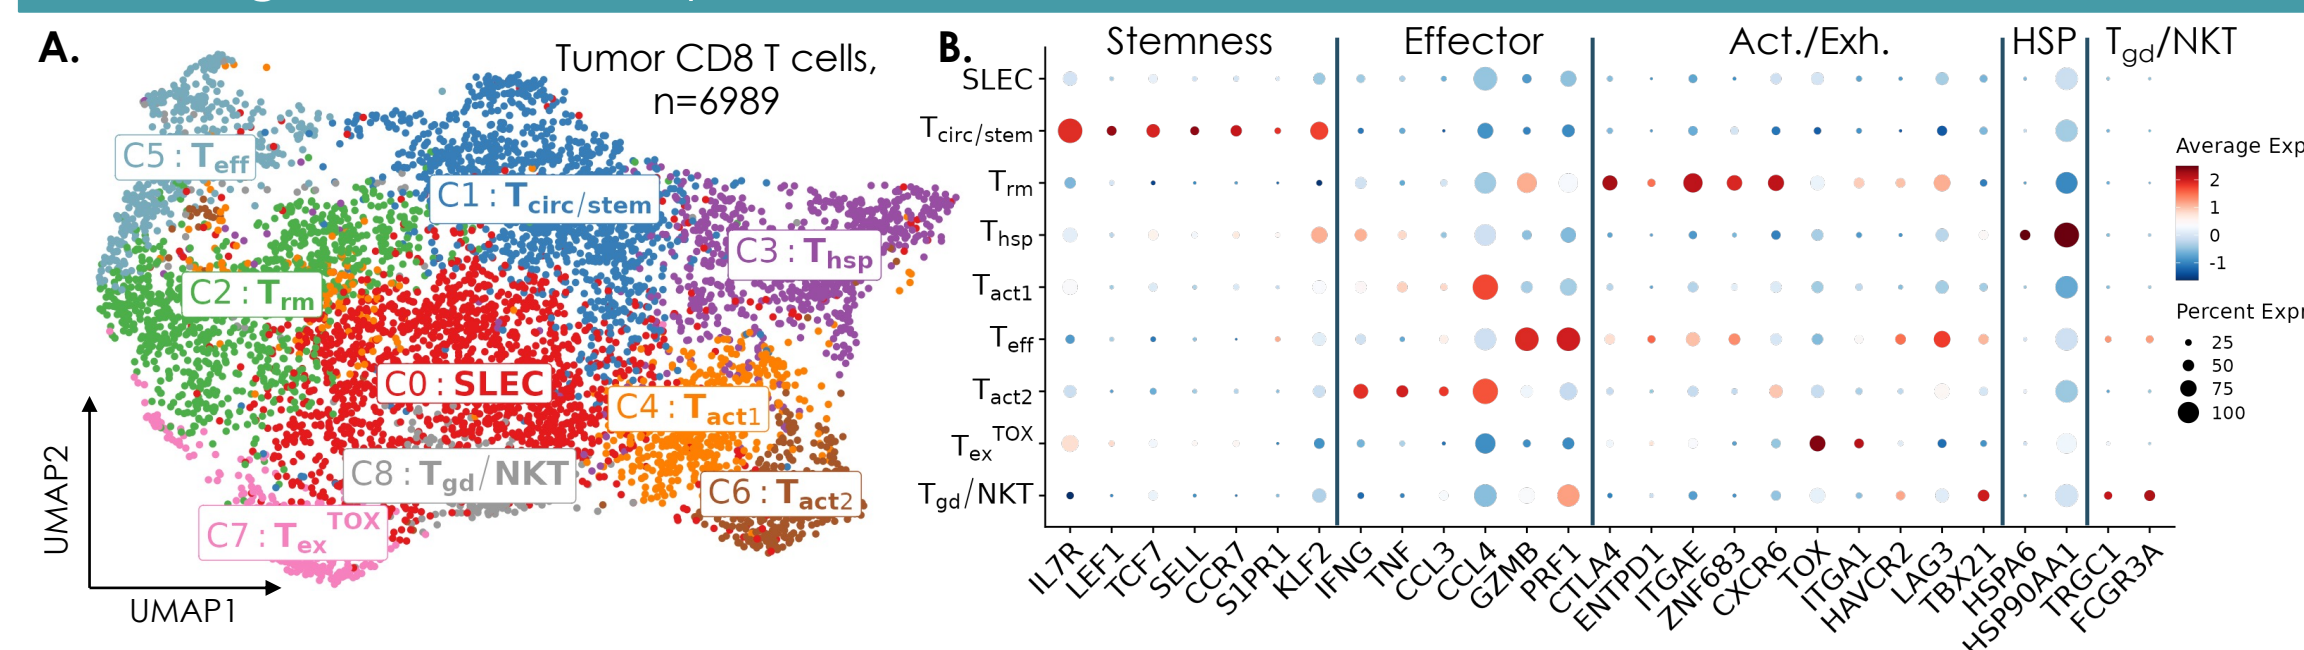 A.
Tumor CD8 T cells,
n=6989
C5 : Teff
C1 : Tcirc/stem
C3 : Thsp
C2 : Trm
C0 : SLEC
C4 : Tact1
C8 : Tgd/NKT
C6 : Tact2
C7 : TexTOX
UMAP2
UMAP1
B.
Stemness Effector Act./Exh. HSP Tgd/NKT
SLEC
Tcirc/stem
Trm
Thsp
Tact1
Teff
Tact2
TexTOX
Tgd/NKT
IL7R LEF1 TCF7 SELL CCR7 S1PR1 KLF2 IFNG TNF CCL3 CCL4 GZMB PRF1 CTLA4 ENTPD1 ITGAE ZNF683 CXCR6 TOX ITGA1 HAVCR2 LAG3 TBX21 HSPA6 HSP90AA1 TRGC1 FCGR3A
Average Exp
2
1
0
-1
Percent Expr
25
50
75
100